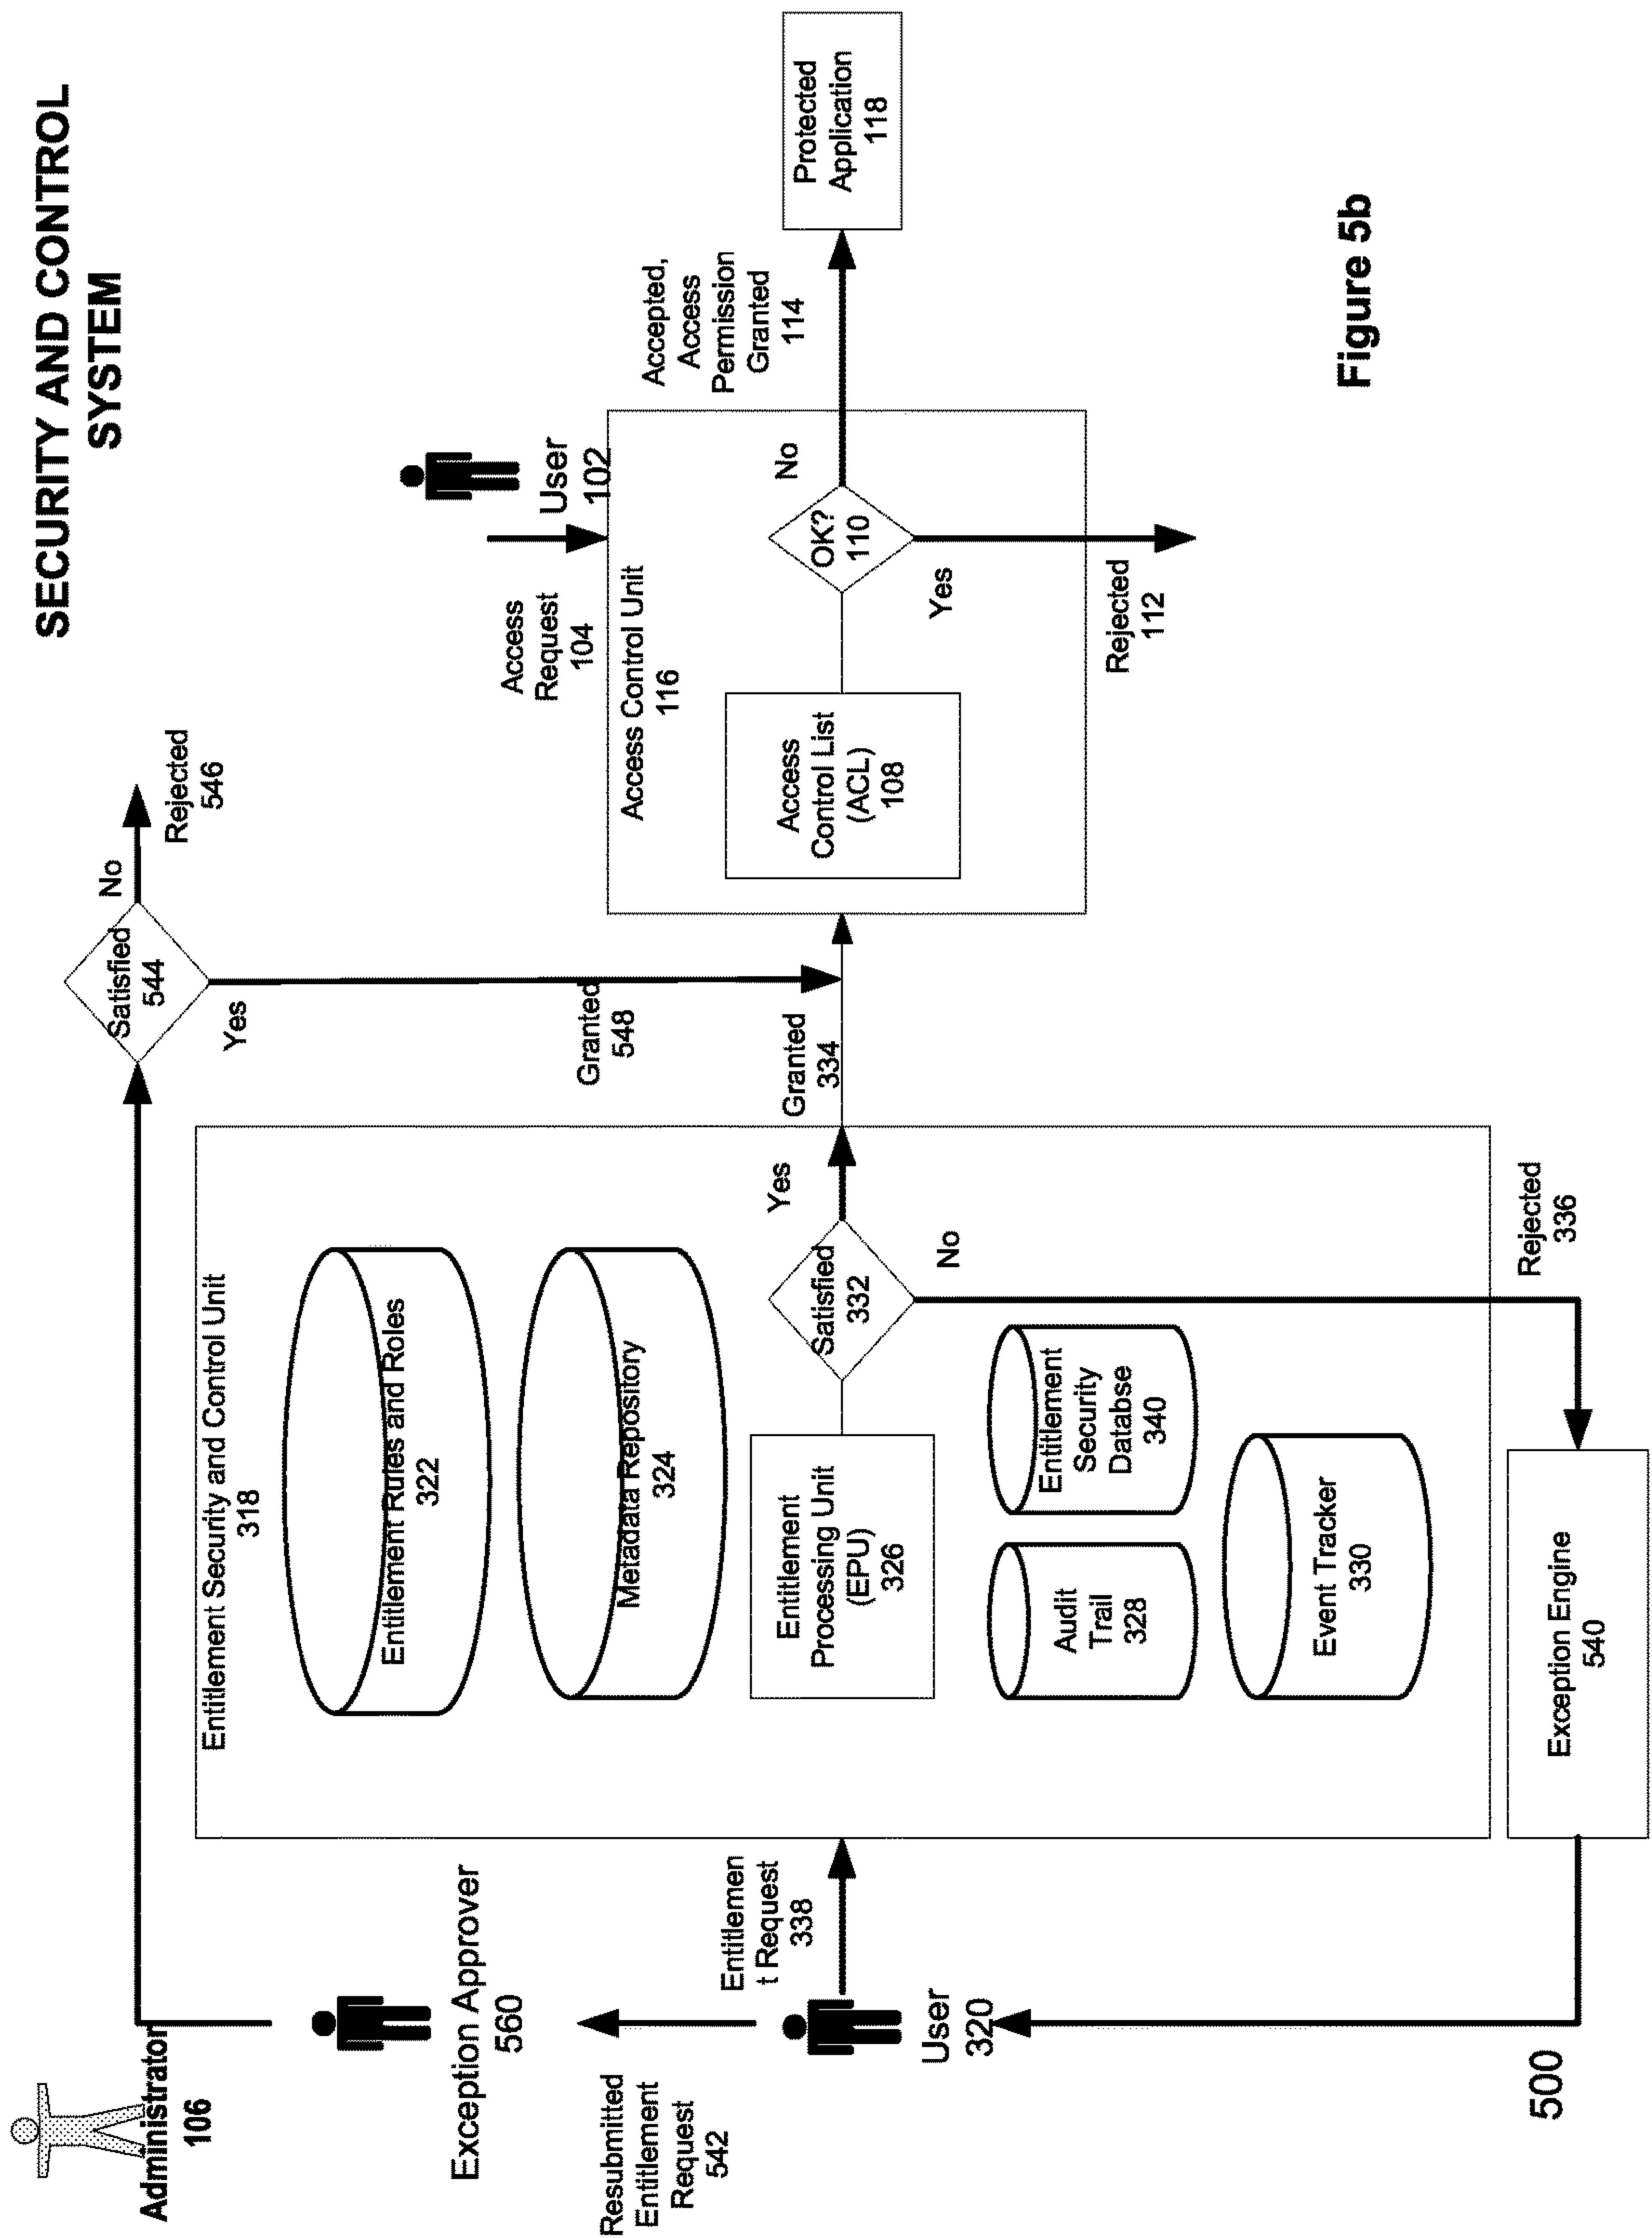 SECURITY AND CONTROL
SYSTEM
Administrator
106
Satisfied
544
No
Rejected
546
Yes
Granted
548
Exception Approver
560
Resubmitted
Entitlement
Request
542
Entitlemen
t Request
338
User
320
Entitlement Security and Control Unit
318
Entitlement Rules and Roles
322
Metadata Repository
324
Entitlement
Processing Unit
(EPU)
326
Satisfied
332
Yes
No
Granted
334
Audit
Trail
328
Entitlement
Security
Databse
340
Event Tracker
330
Rejected
336
Exception Engine
540
500
User
102
Access
Request
104
Access Control Unit
116
Access
Control List
(ACL)
108
OK?
110
No
Yes
Rejected
112
Accepted,
Access
Permission
Granted
114
Protected
Application
118
Figure 5b